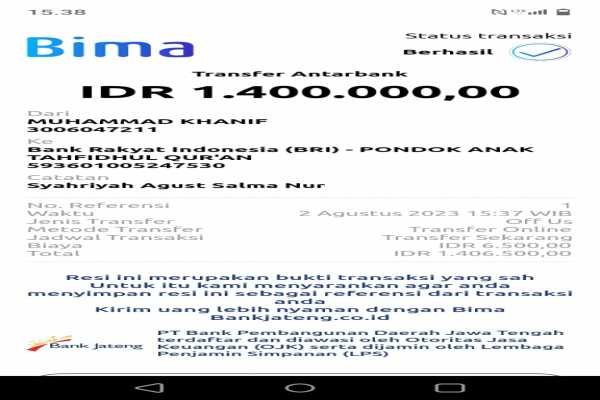 15.38
Bima
Status transaksi
Berhasil
Transfer Antarbank
IDR 1.400.000,00
Dari
MUHAMMAD KHANIF
3006047211
Ke
Bank Rakyat Indonesia (BRI) - PONDOK ANAK
TAHFIDHUL QUR'AN
593601005247530
Catatan
Syahriyah Agust Salma Nur
No. Referensi 1
Waktu 2 Agustus 2023 15:37 WIB
Jenis Transfer Off Us
Metode Transfer Transfer Online
Jadwal Transaksi Transfer Sekarang
Biaya IDR 6.500,00
Total IDR 1.406.500,00
Resi ini merupakan bukti transaksi yang sah
Untuk itu kami menyarankan agar anda
menyimpan resi ini sebagai referensi dari transaksi
anda
Kirim uang lebih nyaman dengan Bima
Bankjateng.co.id
Bank Jateng
PT Bank Pembangunan Daerah Jawa Tengah
terdaftar dan diawasi oleh Otoritas Jasa
Keuangan (OJK) serta dijamin oleh Lembaga
Penjamin Simpanan (LPS)